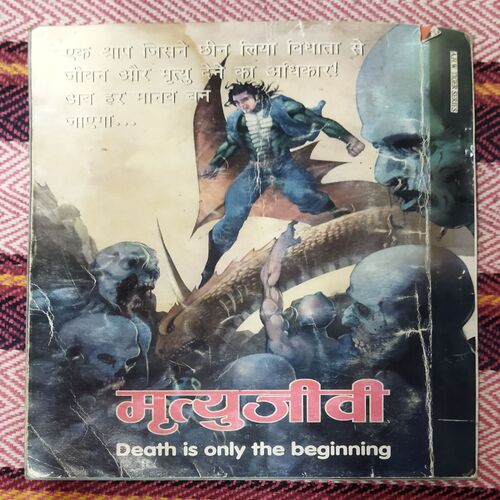 एक श्राप जिसने छीन लिया विधाता से
जीवन और मृत्यु देने का अधिकार!
अब हर मानव बन
जाएगा...
मृत्युजीवी
Death is only the beginning